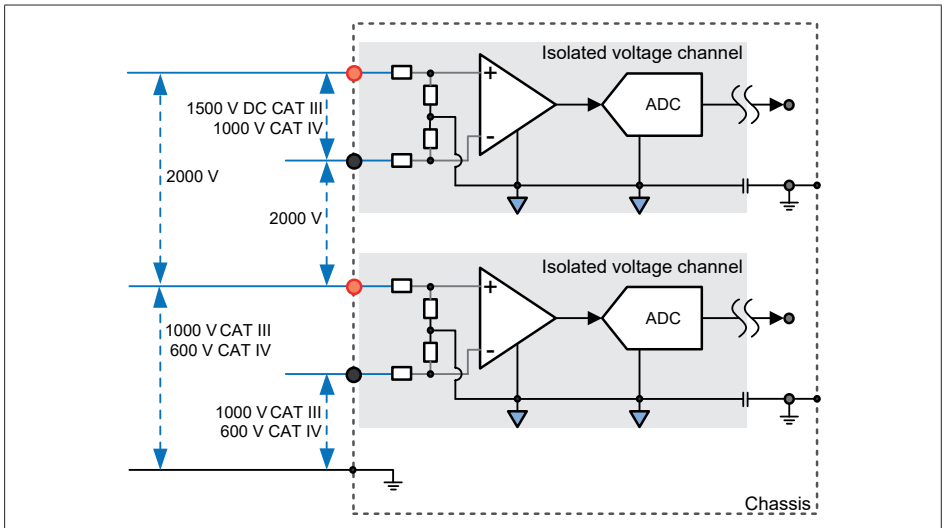 Isolated voltage channel
1500 V DC CAT III
1000 V CAT IV
+
-
ADC
2000 V
2000 V
Isolated voltage channel
+
-
ADC
1000 V CAT III
600 V CAT IV
1000 V CAT III
600 V CAT IV
Chassis